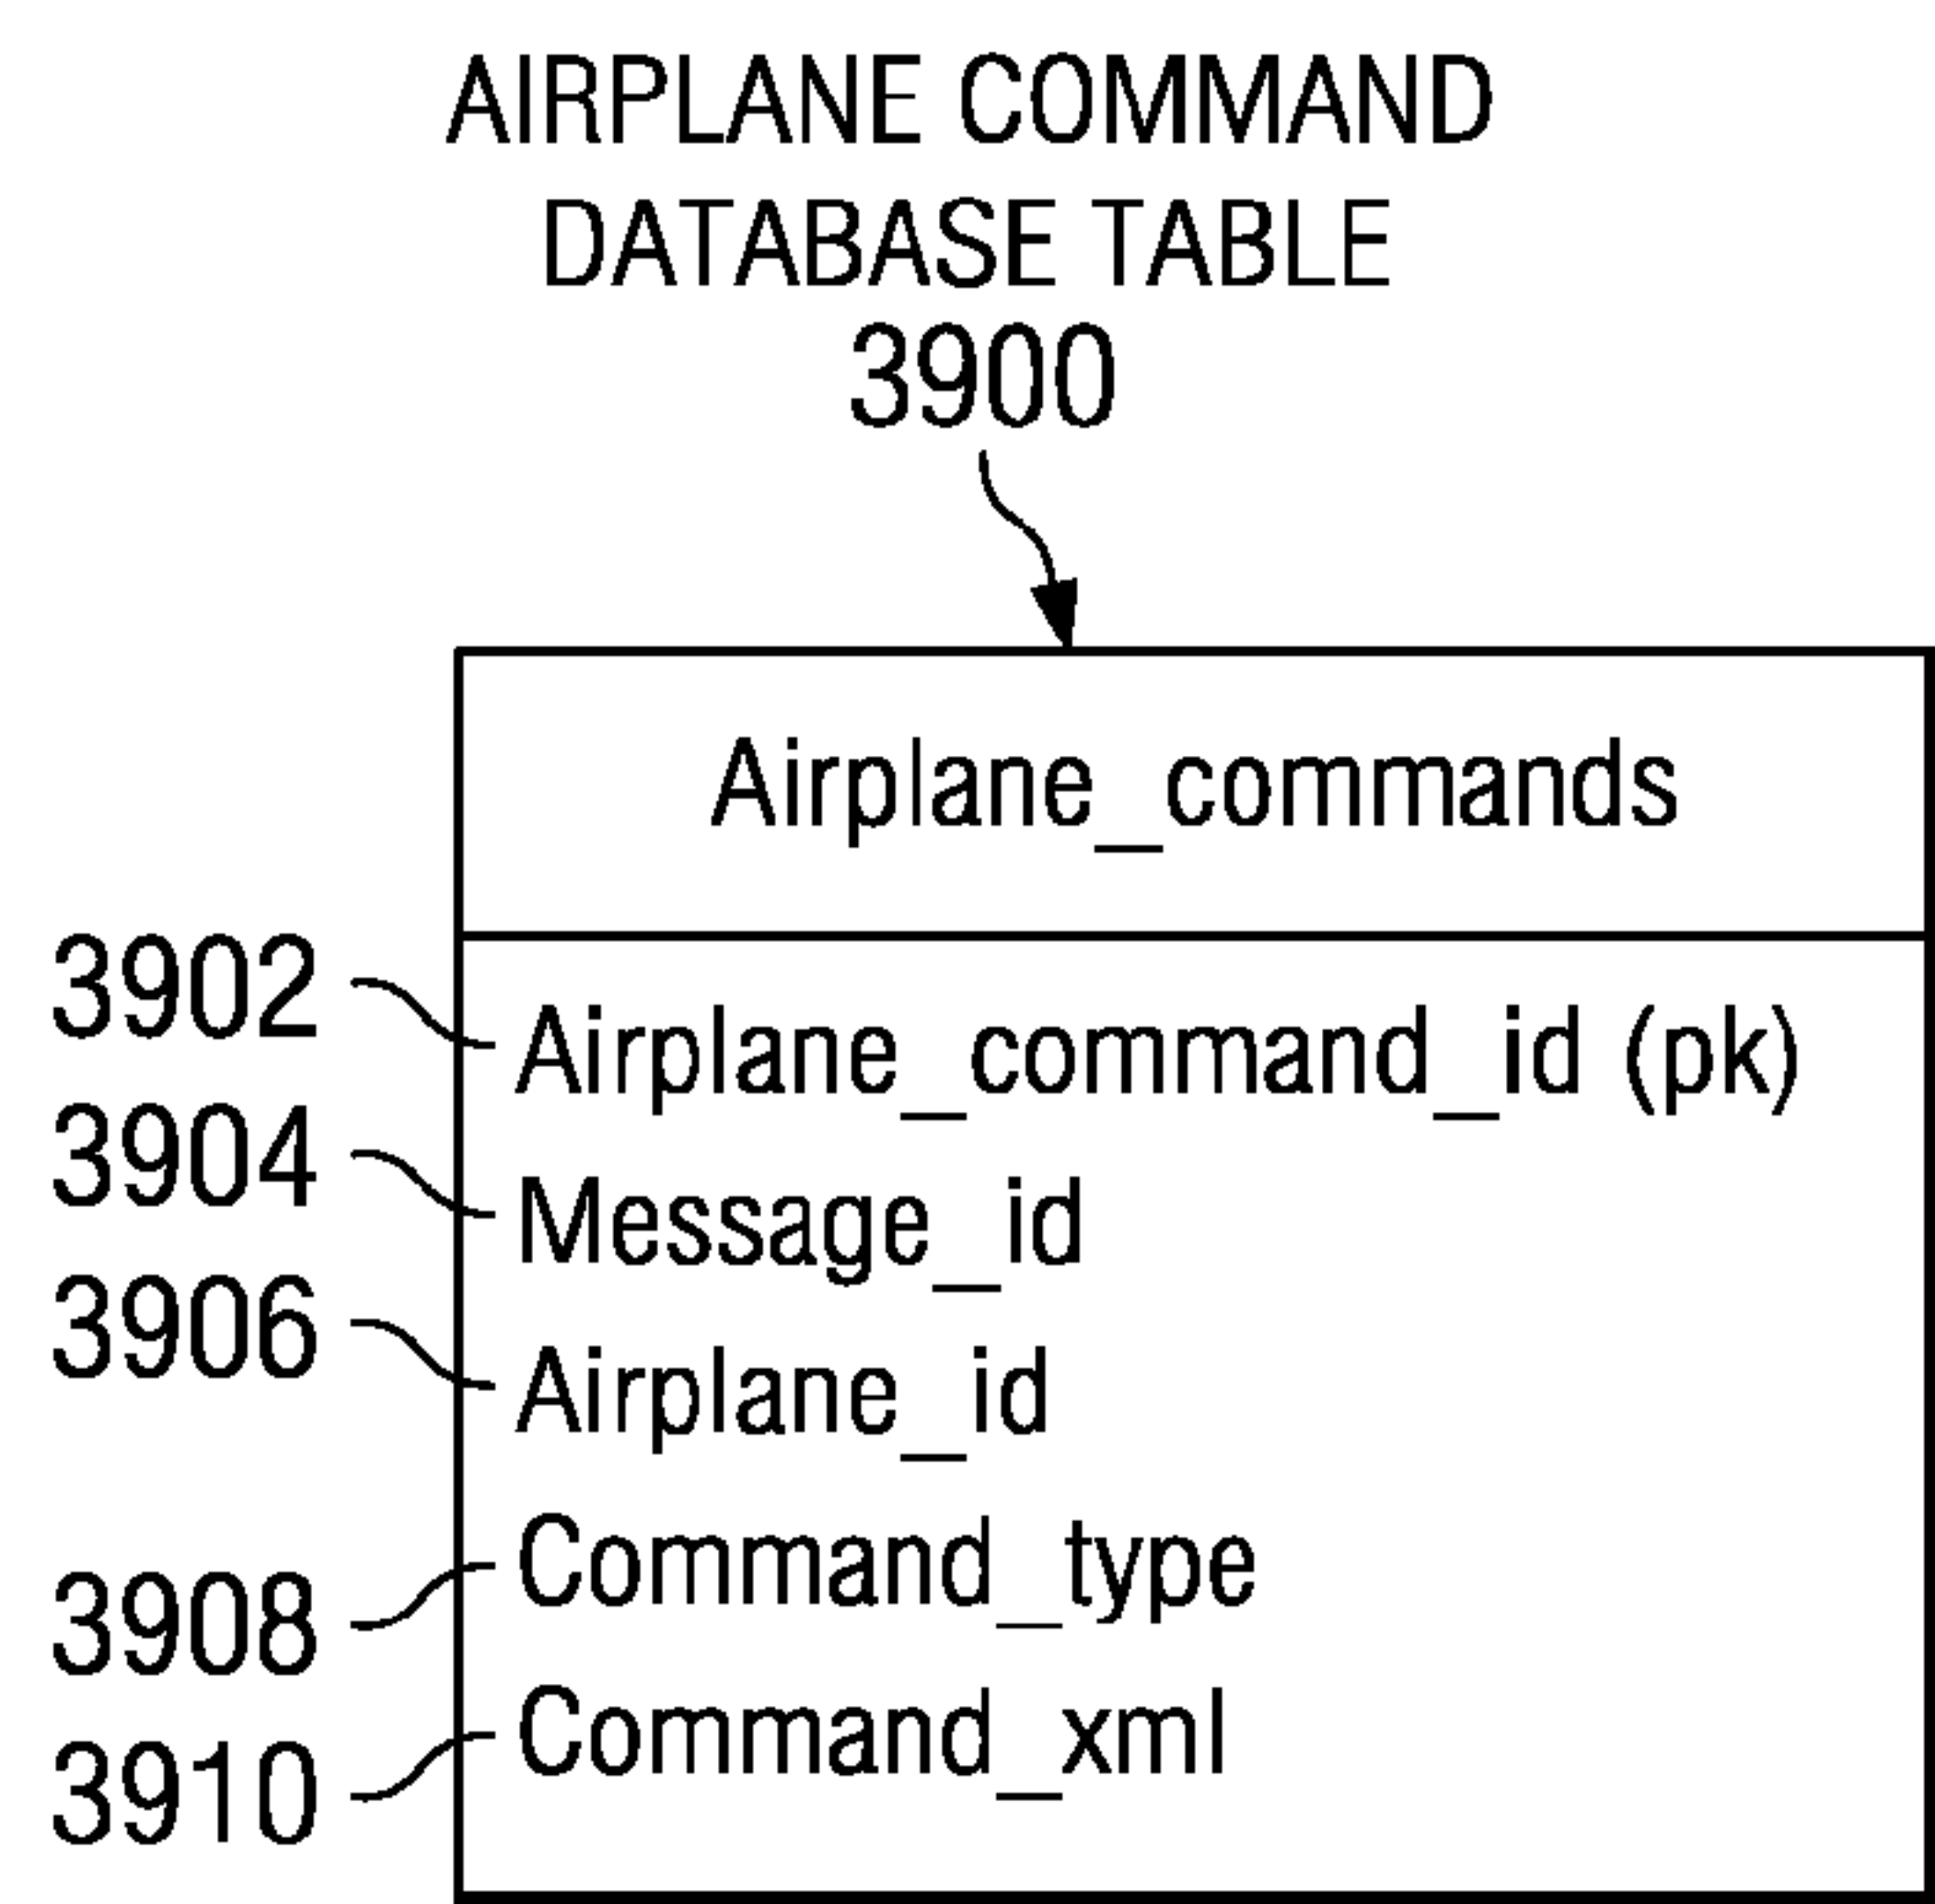 AIRPLANE COMMAND
DATABASE TABLE
3900
Airplane_commands
3902 Airplane_command_id (pk)
3904 Message_id
3906 Airplane_id
3908 Command_type
3910 Command_xml